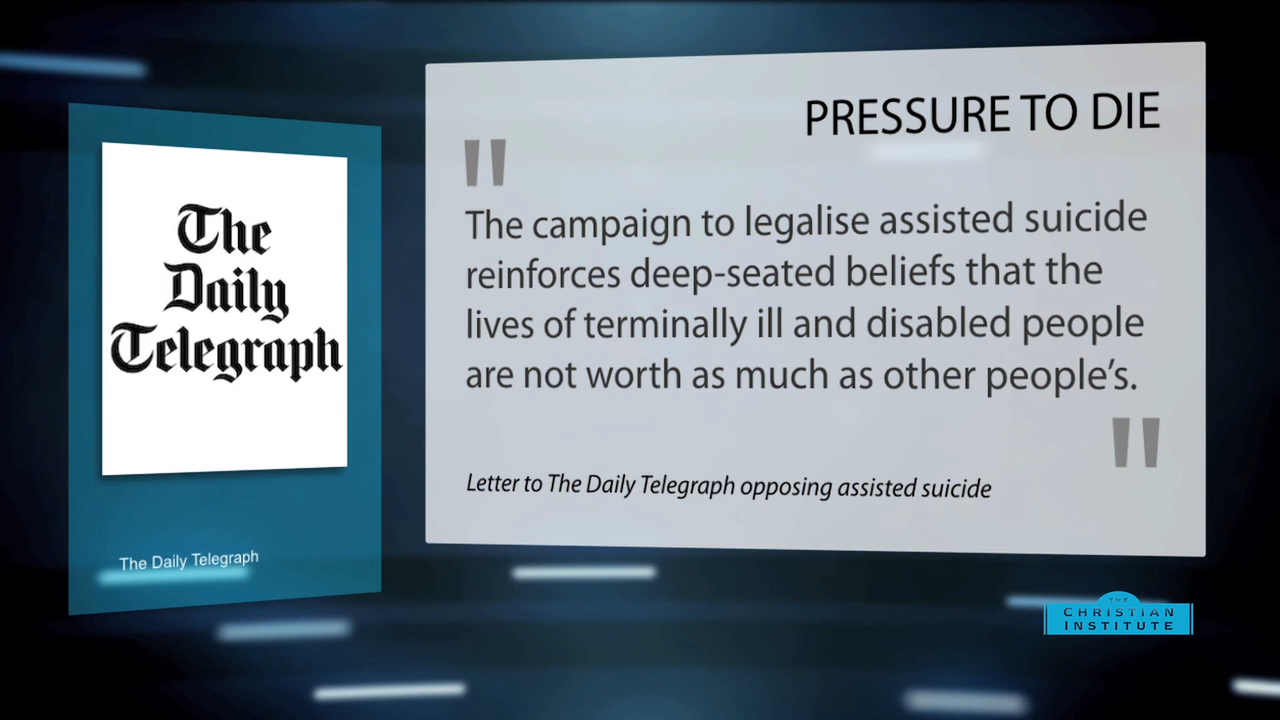 The
Daily
Telegraph
The Daily Telegraph
PRESSURE TO DIE
"
The campaign to legalise assisted suicide
reinforces deep-seated beliefs that the
lives of terminally ill and disabled people
are not worth as much as other people’s.
"
Letter to The Daily Telegraph opposing assisted suicide
THE
CHRISTIAN
INSTITUTE